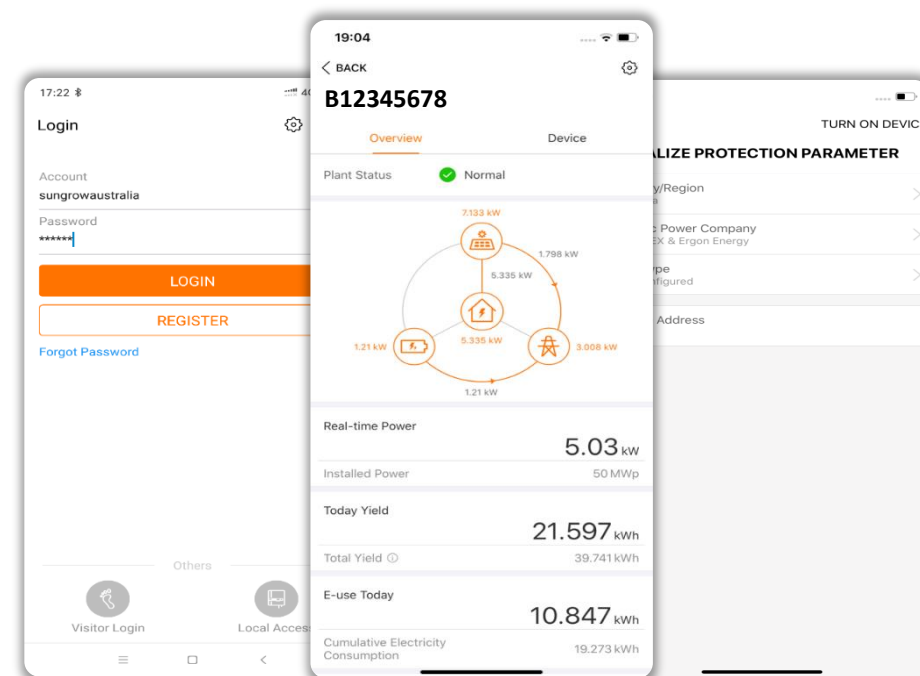 17:22
4G
Login
Account
sungrowaustralia
Password
******
LOGIN
REGISTER
Forgot Password
Others
Visitor Login
Local Access
19:04
BACK
B12345678
Overview
Device
Plant Status
Normal
7.133 kW
1.798 kW
5.335 kW
1.21 kW
5.335 kW
3.008 kW
1.21 kW
Real-time Power
5.03 kW
Installed Power
50 MWp
Today Yield
21.597 kWh
Total Yield
39.741 kWh
E-use Today
10.847 kWh
Cumulative Electricity
Consumption
19.273 kWh
TURN ON DEVIC
ALIZE PROTECTION PARAMETER
y/Region
c Power Company
EX & Ergon Energy
ype
nfigured
Address